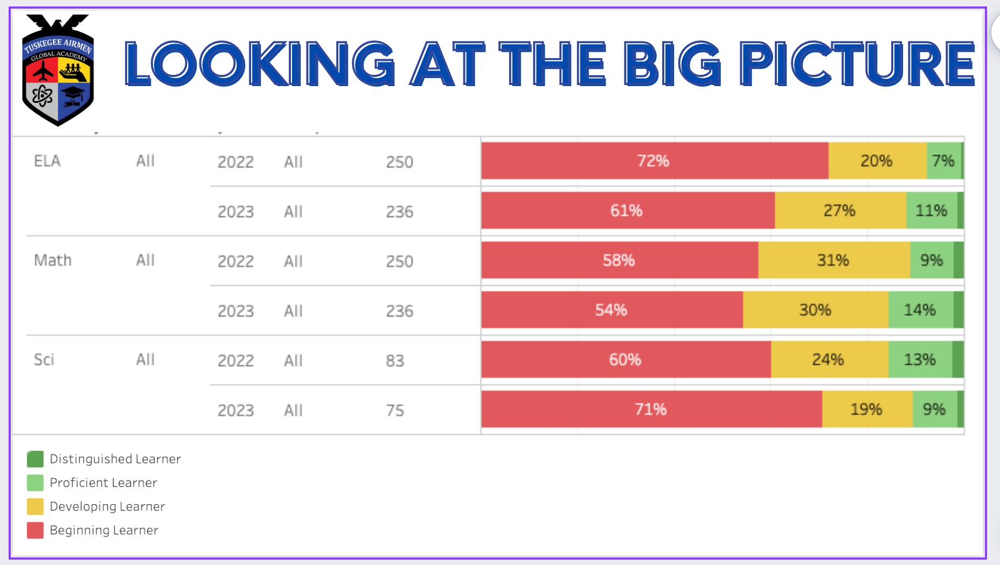 TUSKEGEE AIRMEN
GLOBAL ACADEMY
LOOKING AT THE BIG PICTURE
ELA All 2022 All 250 72% 20% 7%
2023 All 236 61% 27% 11%
Math All 2022 All 250 58% 31% 9%
2023 All 236 54% 30% 14%
Sci All 2022 All 83 60% 24% 13%
2023 All 75 71% 19% 9%
Distinguished Learner
Proficient Learner
Developing Learner
Beginning Learner